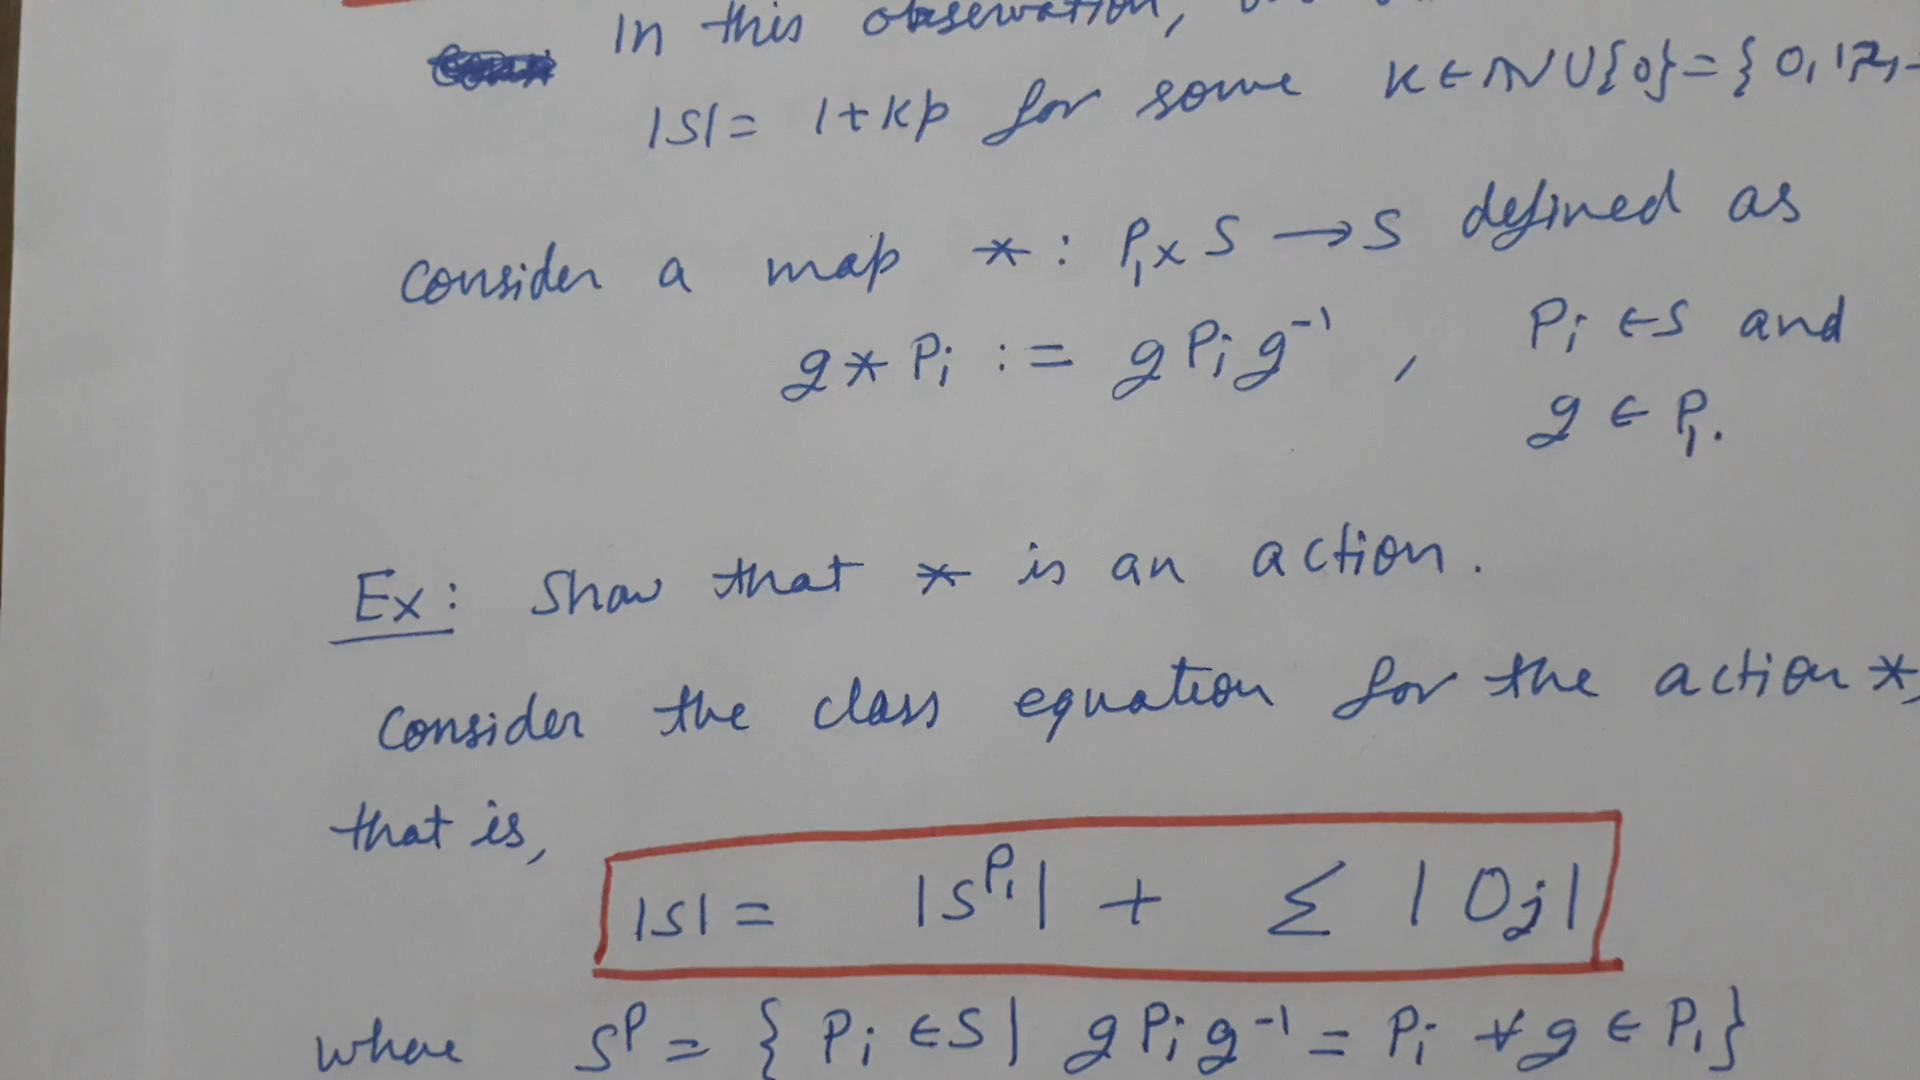 In this observation,
|S| = 1+kp for some k ∈ ℕ ∪ {0} = { 0, 1, 2, -
Consider a map * : P₁ × S → S defined as
g * Pᵢ := g Pᵢ g⁻¹ , Pᵢ ∈ S and
g ∈ P₁.
Ex: Show that * is an action.
Consider the class equation for the action *,
that is,
|S| = |S^P₁| + Σ |Oj|
where S^P = { Pᵢ ∈ S | g Pᵢ g⁻¹ = Pᵢ ∀ g ∈ P₁}